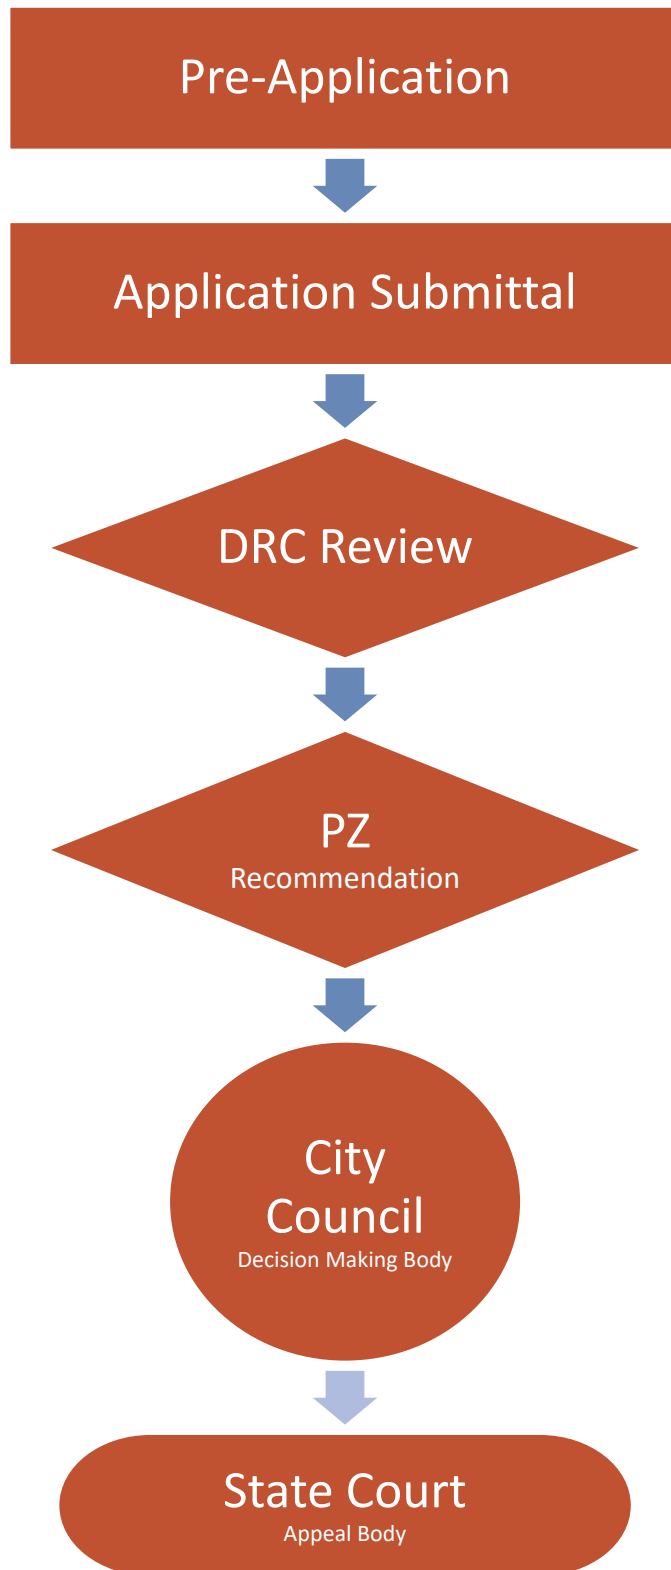 Pre-Application
Application Submittal
DRC Review
PZ
Recommendation
City
Council
Decision Making Body
State Court
Appeal Body